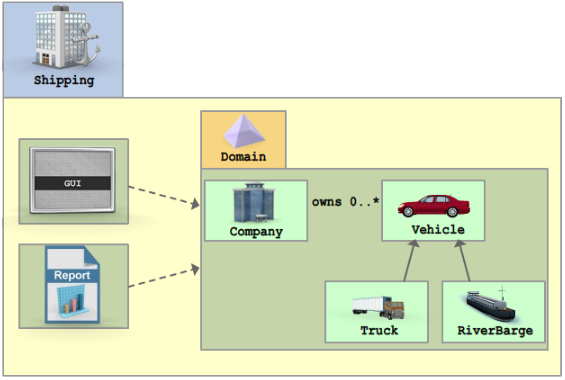 Shipping
Domain
GUI
Company
owns 0..*
Vehicle
Report
Truck
RiverBarge